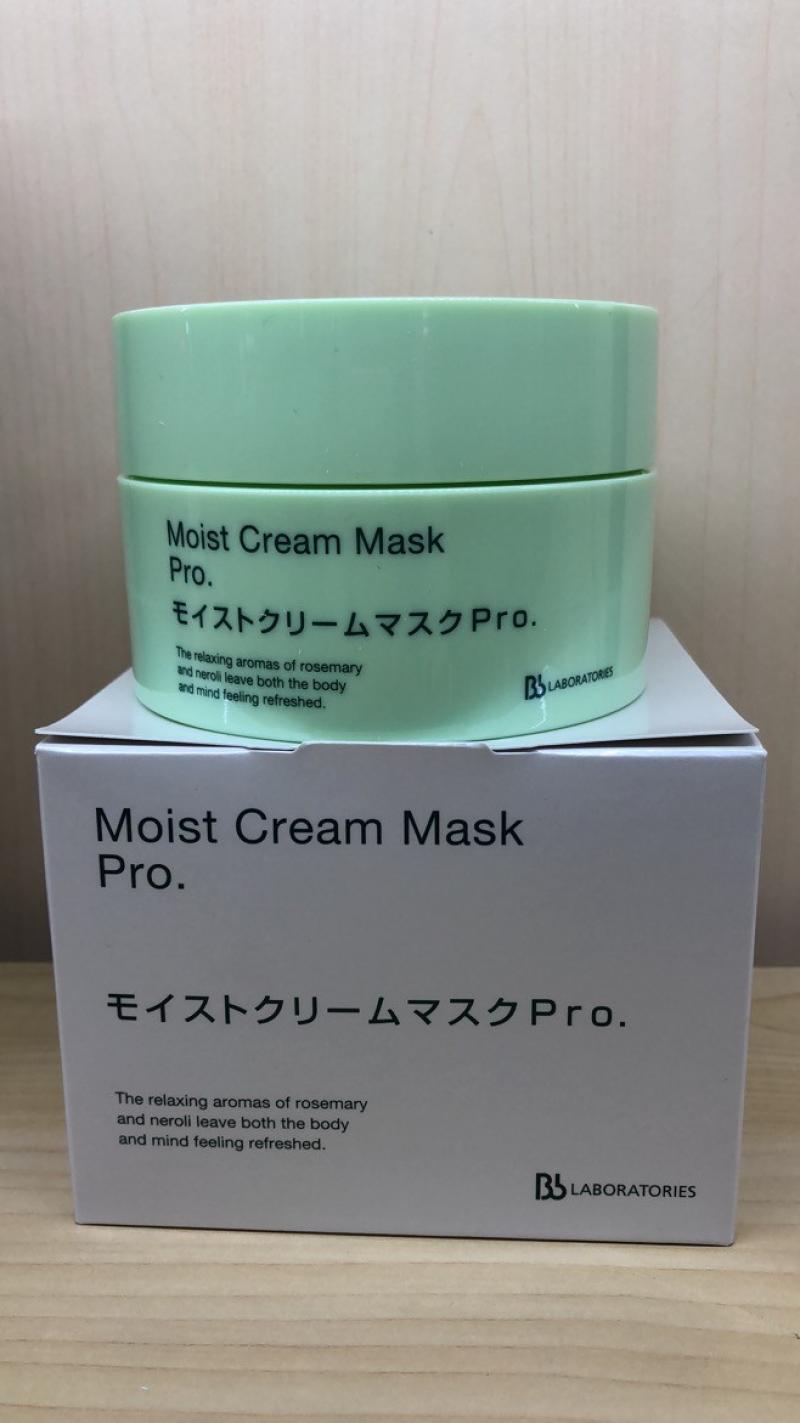 Moist Cream Mask
Pro.
モイストクリームマスクPro.
The relaxing aromas of rosemary
and neroli leave both the body
and mind feeling refreshed.
Bb LABORATORIES
Moist Cream Mask
Pro.
モイストクリームマスクPro.
The relaxing aromas of rosemary
and neroli leave both the body
and mind feeling refreshed.
Bb LABORATORIES